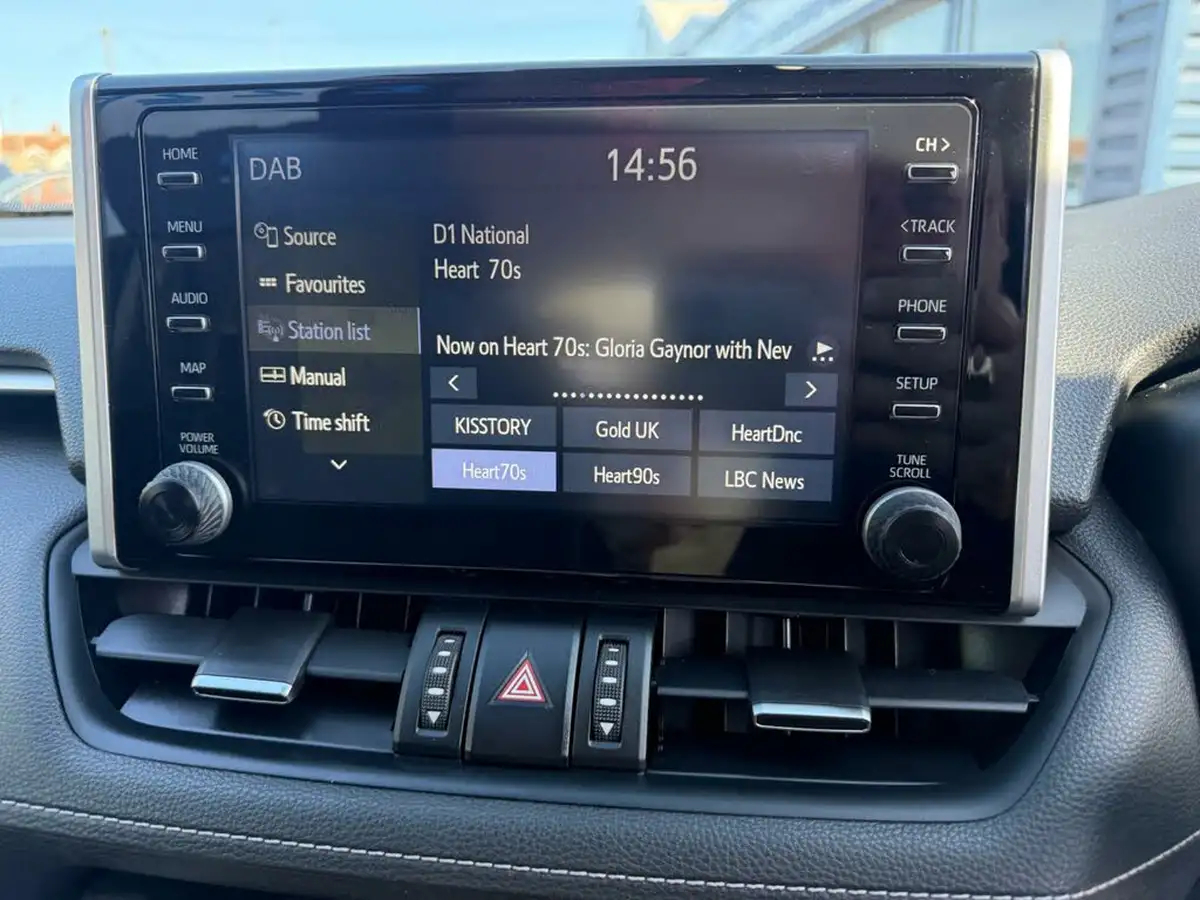 HOME
MENU
AUDIO
MAP
POWER
VOLUME
DAB
14:56
Source
Favourites
Station list
Manual
Time shift
D1 National
Heart 70s
Now on Heart 70s: Gloria Gaynor with Nev
KISSTORY
Gold UK
HeartDnc
Heart70s
Heart90s
LBC News
CH>
<TRACK
PHONE
SETUP
TUNE
SCROLL